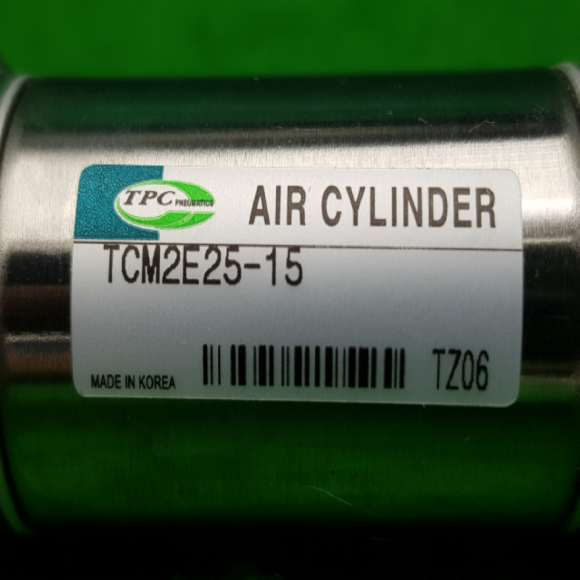 TPC PNEUMATICS
AIR CYLINDER
TCM2E25-15
MADE IN KOREA
TZ06